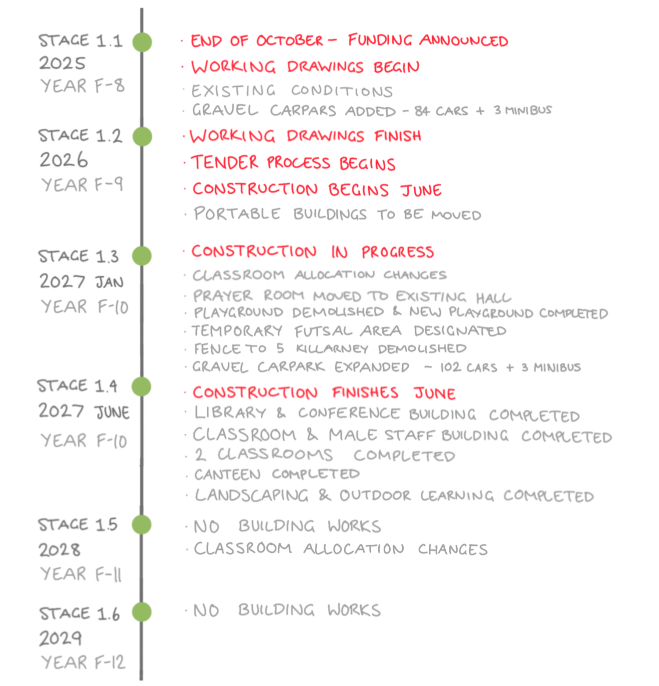 STAGE 1.1
2025
YEAR F-8
· END OF OCTOBER - FUNDING ANNOUNCED
· WORKING DRAWINGS BEGIN
· EXISTING CONDITIONS
· GRAVEL CARPARS ADDED - 84 CARS + 3 MINIBUS
STAGE 1.2
2026
YEAR F-9
· WORKING DRAWINGS FINISH
· TENDER PROCESS BEGINS
· CONSTRUCTION BEGINS JUNE
· PORTABLE BUILDINGS TO BE MOVED
STAGE 1.3
2027 JAN
YEAR F-10
· CONSTRUCTION IN PROGRESS
· CLASSROOM ALLOCATION CHANGES
· PRAYER ROOM MOVED TO EXISTING HALL
· PLAYGROUND DEMOLISHED & NEW PLAYGROUND COMPLETED
· TEMPORARY FUTSAL AREA DESIGNATED
· FENCE TO 5 KILLARNEY DEMOLISHED
· GRAVEL CARPARK EXPANDED - 102 CARS + 3 MINIBUS
STAGE 1.4
2027 JUNE
YEAR F-10
· CONSTRUCTION FINISHES JUNE
· LIBRARY & CONFERENCE BUILDING COMPLETED
· CLASSROOM & MALE STAFF BUILDING COMPLETED
· 2 CLASSROOMS COMPLETED
· CANTEEN COMPLETED
· LANDSCAPING & OUTDOOR LEARNING COMPLETED
STAGE 1.5
2028
YEAR F-11
· NO BUILDING WORKS
· CLASSROOM ALLOCATION CHANGES
STAGE 1.6
2029
YEAR F-12
· NO BUILDING WORKS